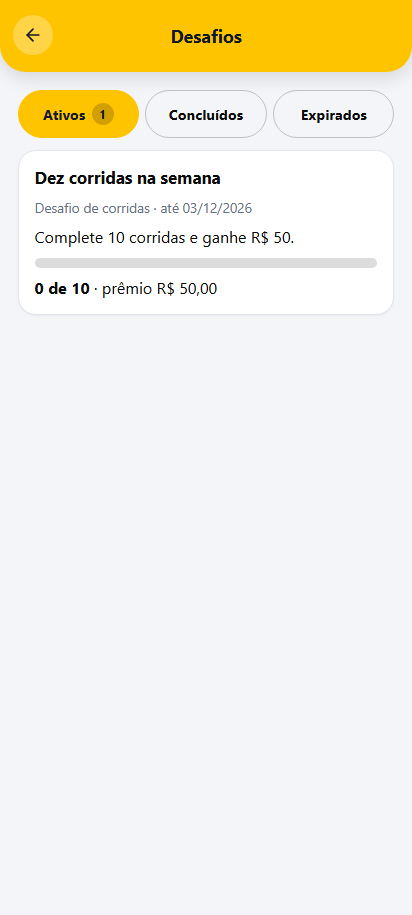 Desafios
Ativos 1
Concluídos
Expirados
Dez corridas na semana
Desafio de corridas · até 03/12/2026
Complete 10 corridas e ganhe R$ 50.
0 de 10 · prêmio R$ 50,00